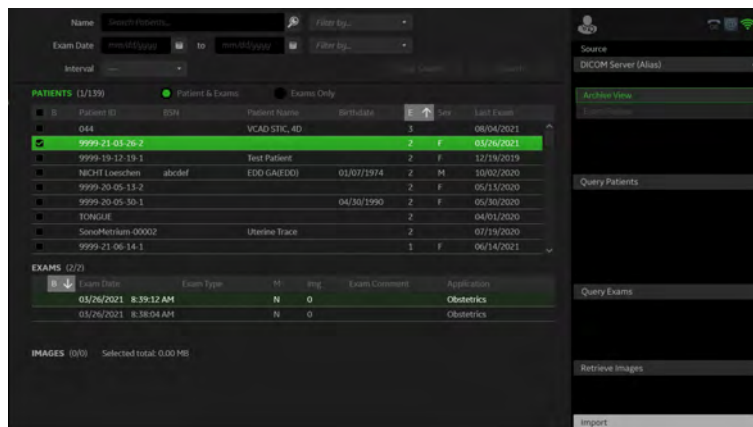 Name Search Patients... Filter by...
Exam Date mm/dd/yyyy to mm/dd/yyyy Filter by...
Interval
PATIENTS (1/139) Patient & Exams Exams Only
B Patient ID BSN Patient Name Birthdate E Sex Last Exam
044 VCAD STIC, 4D 3 08/04/2021
9999-21-03-26-2 2 F 03/26/2021
9999-19-12-19-1 Test Patient 2 F 12/19/2019
NICHT Loeschen abcdef EDD GA(EDD) 01/07/1974 2 M 10/02/2020
9999-20-05-13-2 2 F 05/13/2020
9999-20-05-30-1 04/30/1990 2 F 05/30/2020
TONGUE 2 04/01/2020
SonoMetrium-00002 Uterine Trace 2 07/19/2020
9999-21-06-14-1 1 F 06/14/2021
EXAMS (2/2)
B Exam Date Exam Type M Img Exam Comment Application
03/26/2021 8:39:12 AM N 0 Obstetrics
03/26/2021 8:38:04 AM N 0 Obstetrics
IMAGES (0/0) Selected total: 0.00 MB
Source
DICOM Server (Alias)
Archive View
Query Patients
Query Exams
Retrieve Images
Import